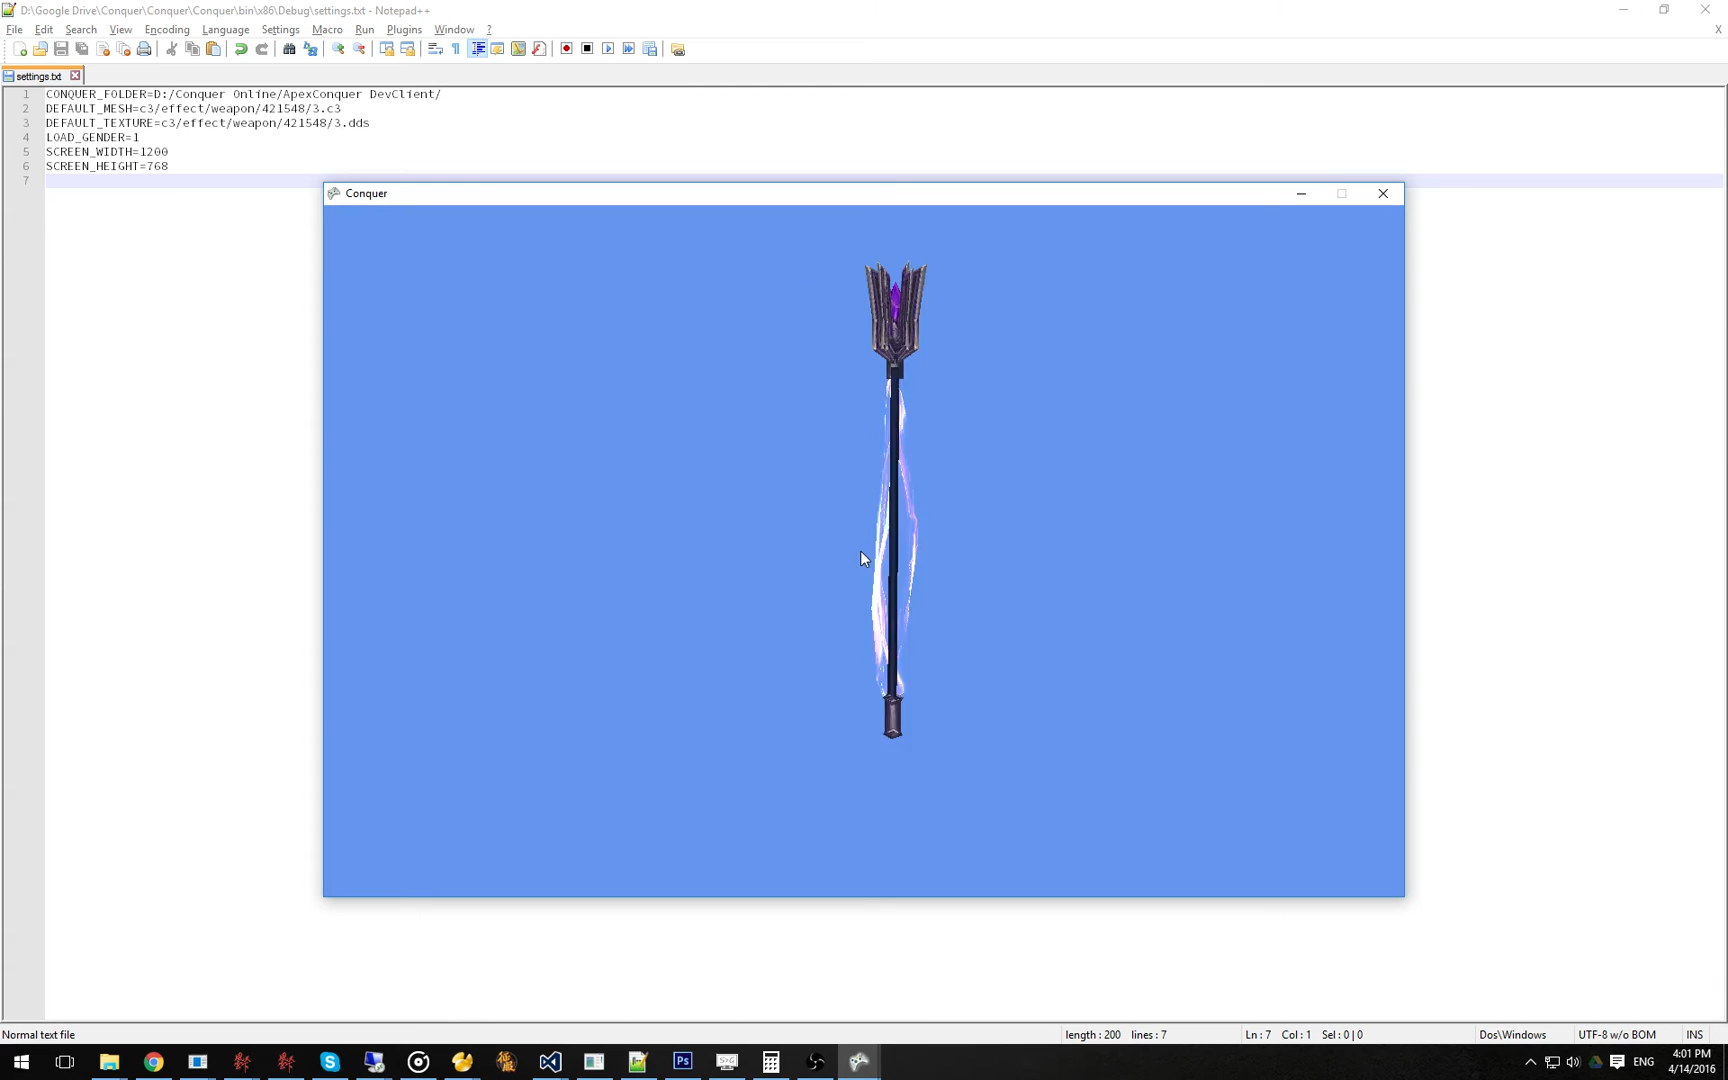 D:\Google Drive\Conquer\Conquer\Conquer\bin\x86\Debug\settings.txt - Notepad++
File Edit Search View Encoding Language Settings Macro Run Plugins Window ?
X
settings.txt
1 CONQUER_FOLDER=D:/Conquer Online/ApexConquer DevClient/
2 DEFAULT_MESH=c3/effect/weapon/421548/3.c3
3 DEFAULT_TEXTURE=c3/effect/weapon/421548/3.dds
4 LOAD_GENDER=1
5 SCREEN_WIDTH=1200
6 SCREEN_HEIGHT=768
7
Conquer
Normal text file length : 200 lines : 7 Ln : 7 Col : 1 Sel : 0 | 0 Dos\Windows UTF-8 w/o BOM INS
Ps
ENG
4:01 PM
4/14/2016